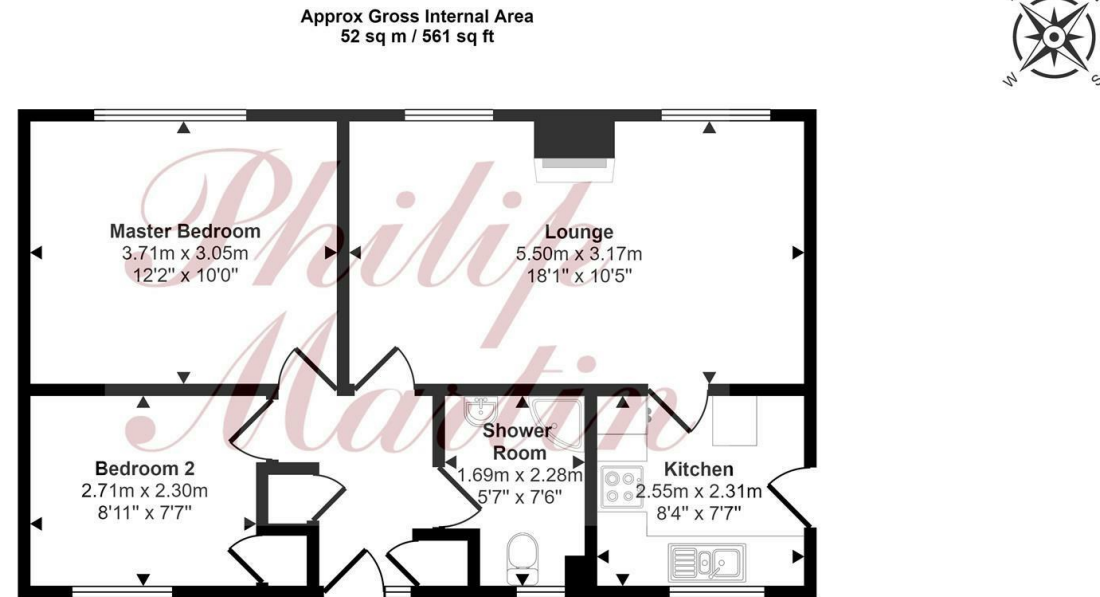 Approx Gross Internal Area
52 sq m / 561 sq ft
W
S
Philip
Martin
Master Bedroom
3.71m x 3.05m
12'2" x 10'0"
Lounge
5.50m x 3.17m
18'1" x 10'5"
Bedroom 2
2.71m x 2.30m
8'11" x 7'7"
Shower
Room
1.69m x 2.28m
5'7" x 7'6"
Kitchen
2.55m x 2.31m
8'4" x 7'7"